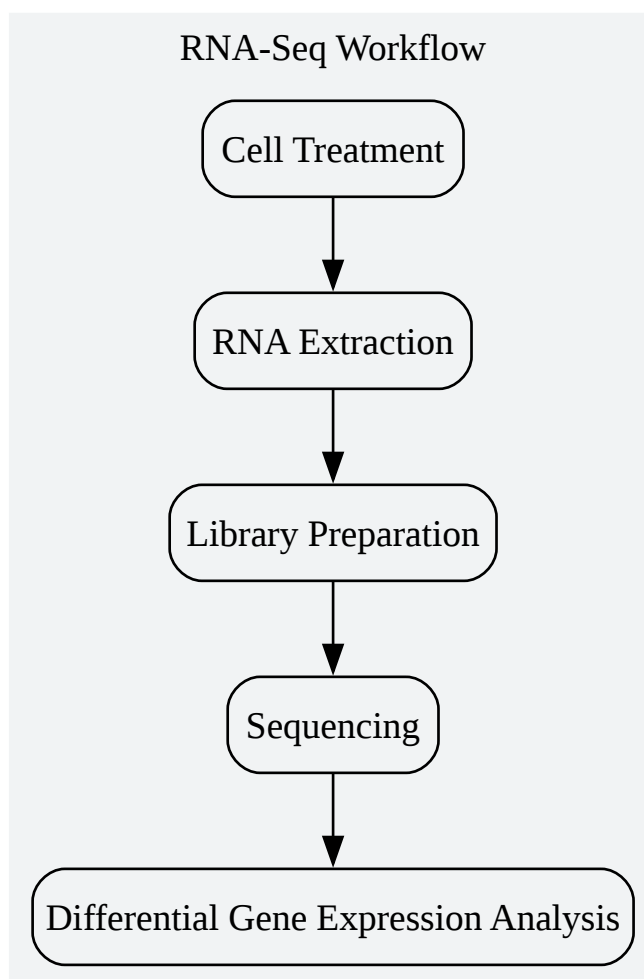 RNA-Seq Workflow
Cell Treatment
RNA Extraction
Library Preparation
Sequencing
Differential Gene Expression Analysis